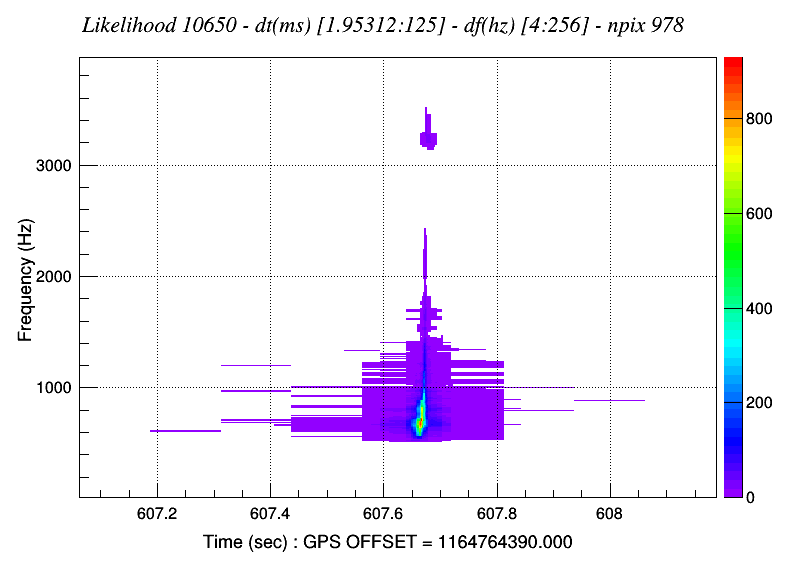 Likelihood 10650 - dt(ms) [1.95312:125] - df(hz) [4:256] - npix 978
Frequency (Hz)
3000
2000
1000
800
600
400
200
0
607.2 607.4 607.6 607.8 608
Time (sec) : GPS OFFSET = 1164764390.000